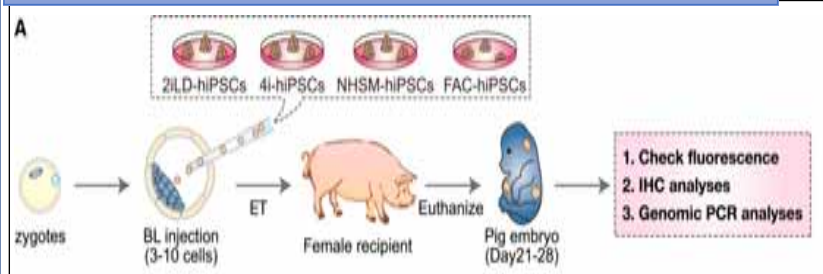 A
2iLD-hiPSCs 4i-hiPSCs NHSM-hiPSCs FAC-hiPSCs
zygotes
BL injection
(3-10 cells)
ET
Female recipient
Euthanize
Pig embryo
(Day21-28)
1. Check fluorescence
2. IHC analyses
3. Genomic PCR analyses